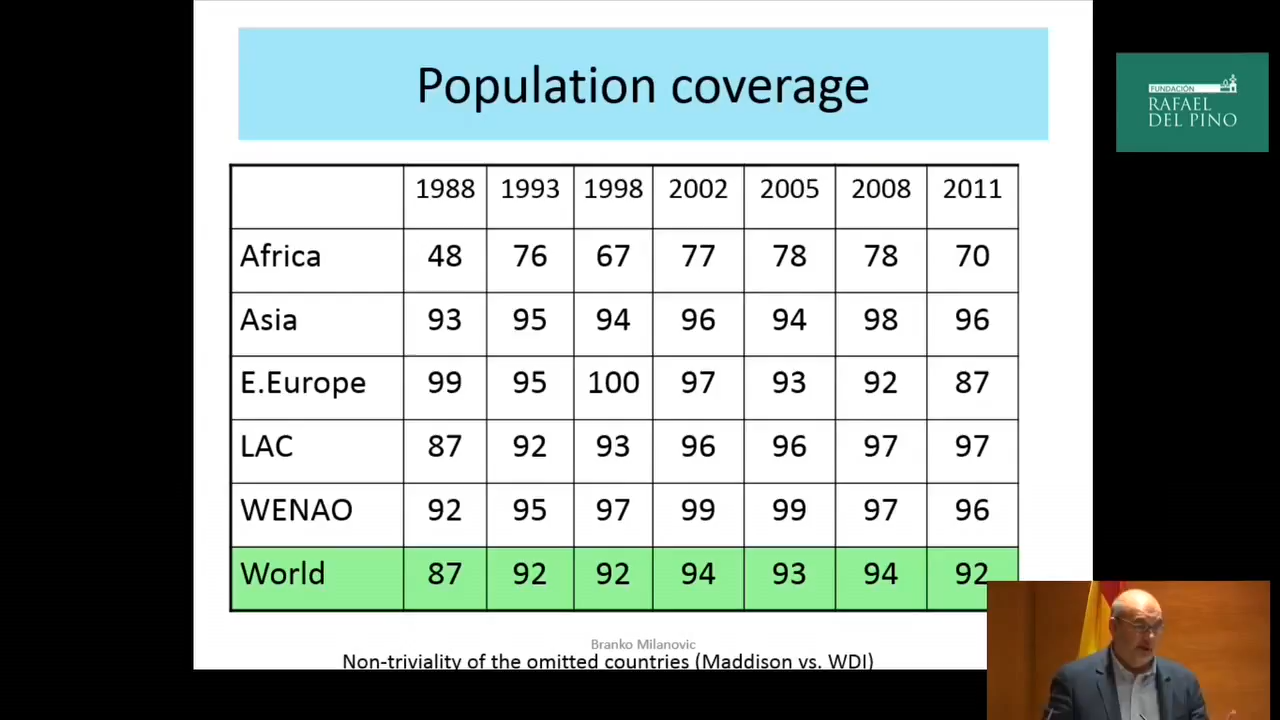 Population coverage
FUNDACIÓN
RAFAEL
DEL PINO
1988 1993 1998 2002 2005 2008 2011
Africa 48 76 67 77 78 78 70
Asia 93 95 94 96 94 98 96
E.Europe 99 95 100 97 93 92 87
LAC 87 92 93 96 96 97 97
WENAO 92 95 97 99 99 97 96
World 87 92 92 94 93 94 92
Branko Milanovic
Non-triviality of the omitted countries (Maddison vs. WDI)